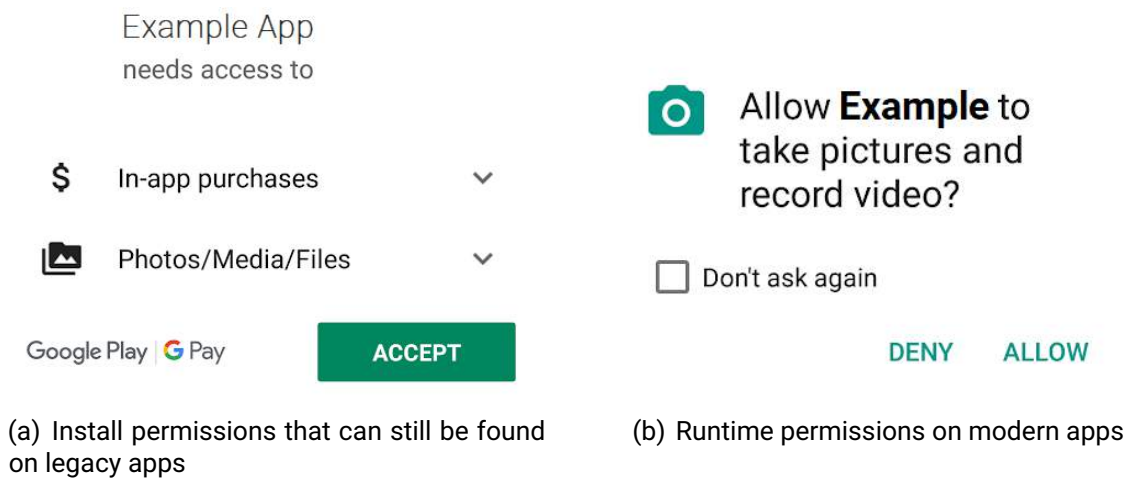 Example App
needs access to
$ In-app purchases
Photos/Media/Files
Google Play | G Pay
ACCEPT
(a) Install permissions that can still be found
on legacy apps
Allow Example to
take pictures and
record video?
Don't ask again
DENY ALLOW
(b) Runtime permissions on modern apps